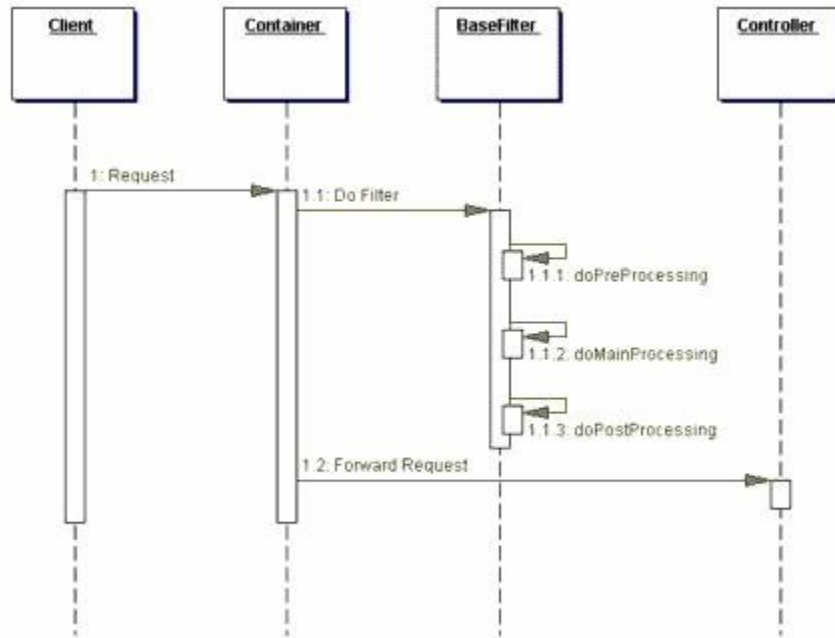 Client
Container
BaseFilter
Controller
1: Request
1.1: Do Filter
1.1.1: doPreProcessing
1.1.2: doMainProcessing
1.1.3: doPostProcessing
1.2: Forward Request